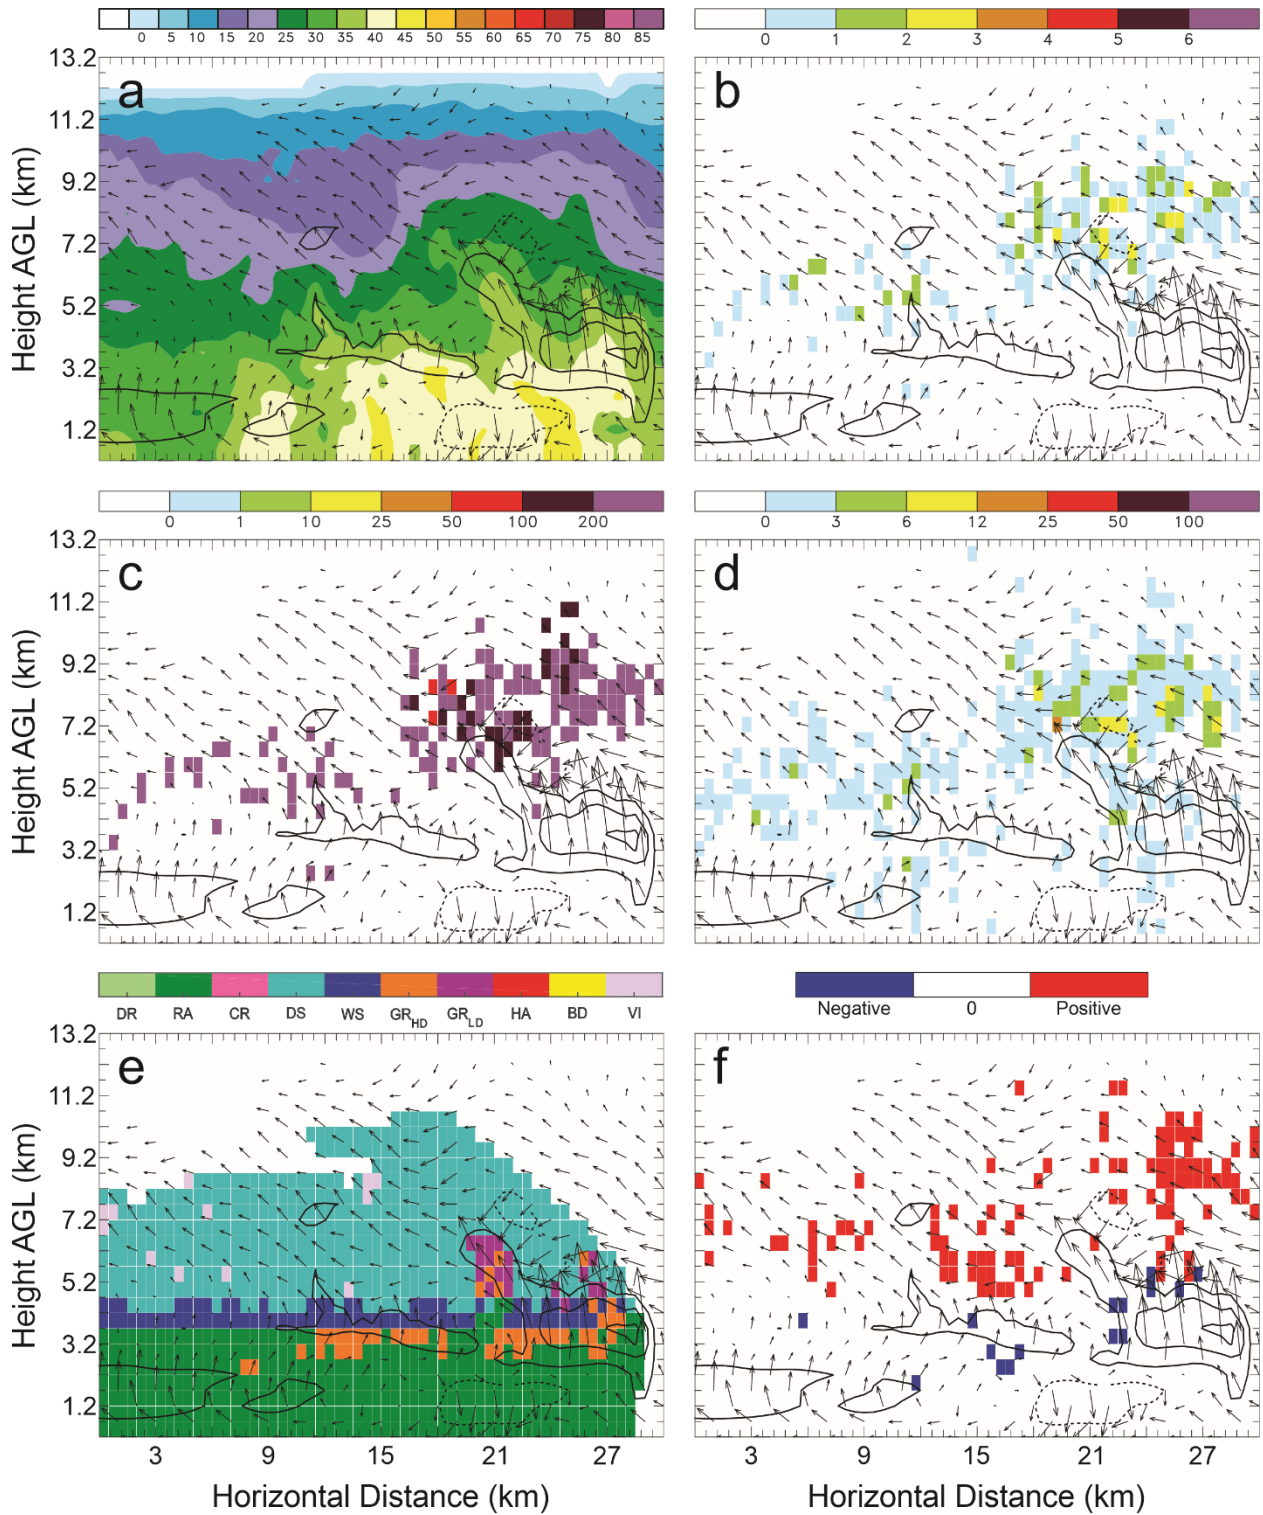 0 5 10 15 20 25 30 35 40 45 50 55 60 65 70 75 80 85
0 1 2 3 4 5 6
13.2
11.2
9.2
7.2
5.2
3.2
1.2
Height AGL (km)
a
b
0 1 10 25 50 100 200
0 3 6 12 25 50 100
13.2
11.2
9.2
7.2
5.2
3.2
1.2
Height AGL (km)
c
d
DR RA CR DS WS GR HD GR LD HA BD VI
Negative 0 Positive
13.2
11.2
9.2
7.2
5.2
3.2
1.2
Height AGL (km)
e
f
3 9 15 21 27
3 9 15 21 27
Horizontal Distance (km)
Horizontal Distance (km)